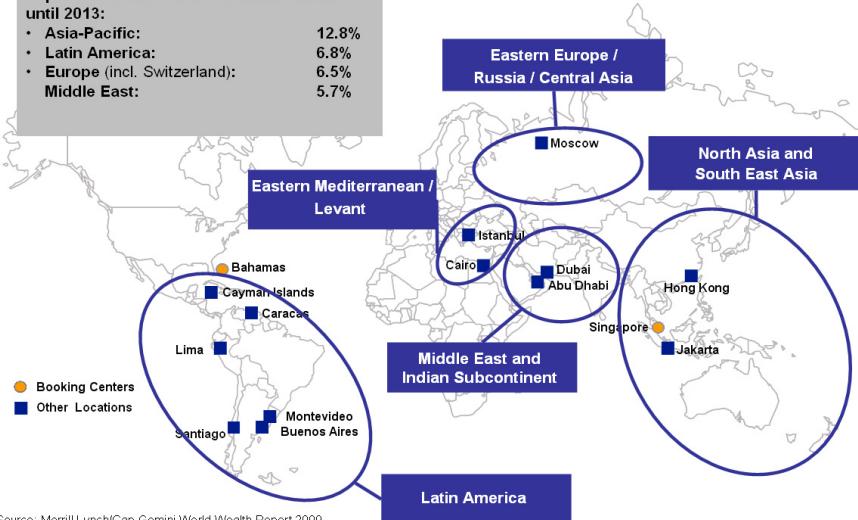 until 2013:
• Asia-Pacific: 12.8%
• Latin America: 6.8%
• Europe (incl. Switzerland): 6.5%
Middle East: 5.7%
Eastern Europe /
Russia / Central Asia
Moscow
North Asia and
South East Asia
Eastern Mediterranean /
Levant
Istanbul
Cairo
Dubai
Abu Dhabi
Bahamas
Cayman Islands
Caracas
Hong Kong
Singapore
Jakarta
Lima
Middle East and
Indian Subcontinent
Booking Centers
Other Locations
Montevideo
Santiago
Buenos Aires
Latin America
Source: Merrill Lynch/Cap Gemini World Wealth Report 2009